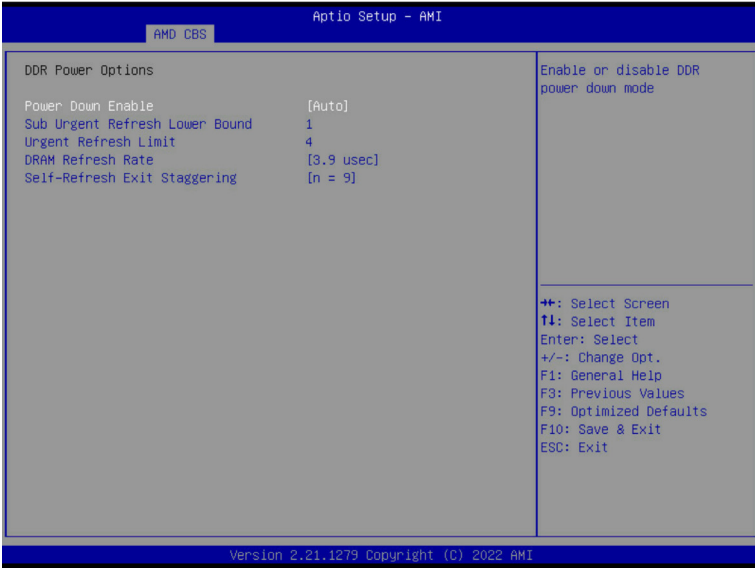 Aptio Setup – AMI
AMD CBS
DDR Power Options
Power Down Enable [Auto]
Sub Urgent Refresh Lower Bound 1
Urgent Refresh Limit 4
DRAM Refresh Rate [3.9 usec]
Self-Refresh Exit Staggering [n = 9]
Enable or disable DDR
power down mode
→←: Select Screen
↑↓: Select Item
Enter: Select
+/-: Change Opt.
F1: General Help
F3: Previous Values
F9: Optimized Defaults
F10: Save & Exit
ESC: Exit
Version 2.21.1279 Copyright (C) 2022 AMI